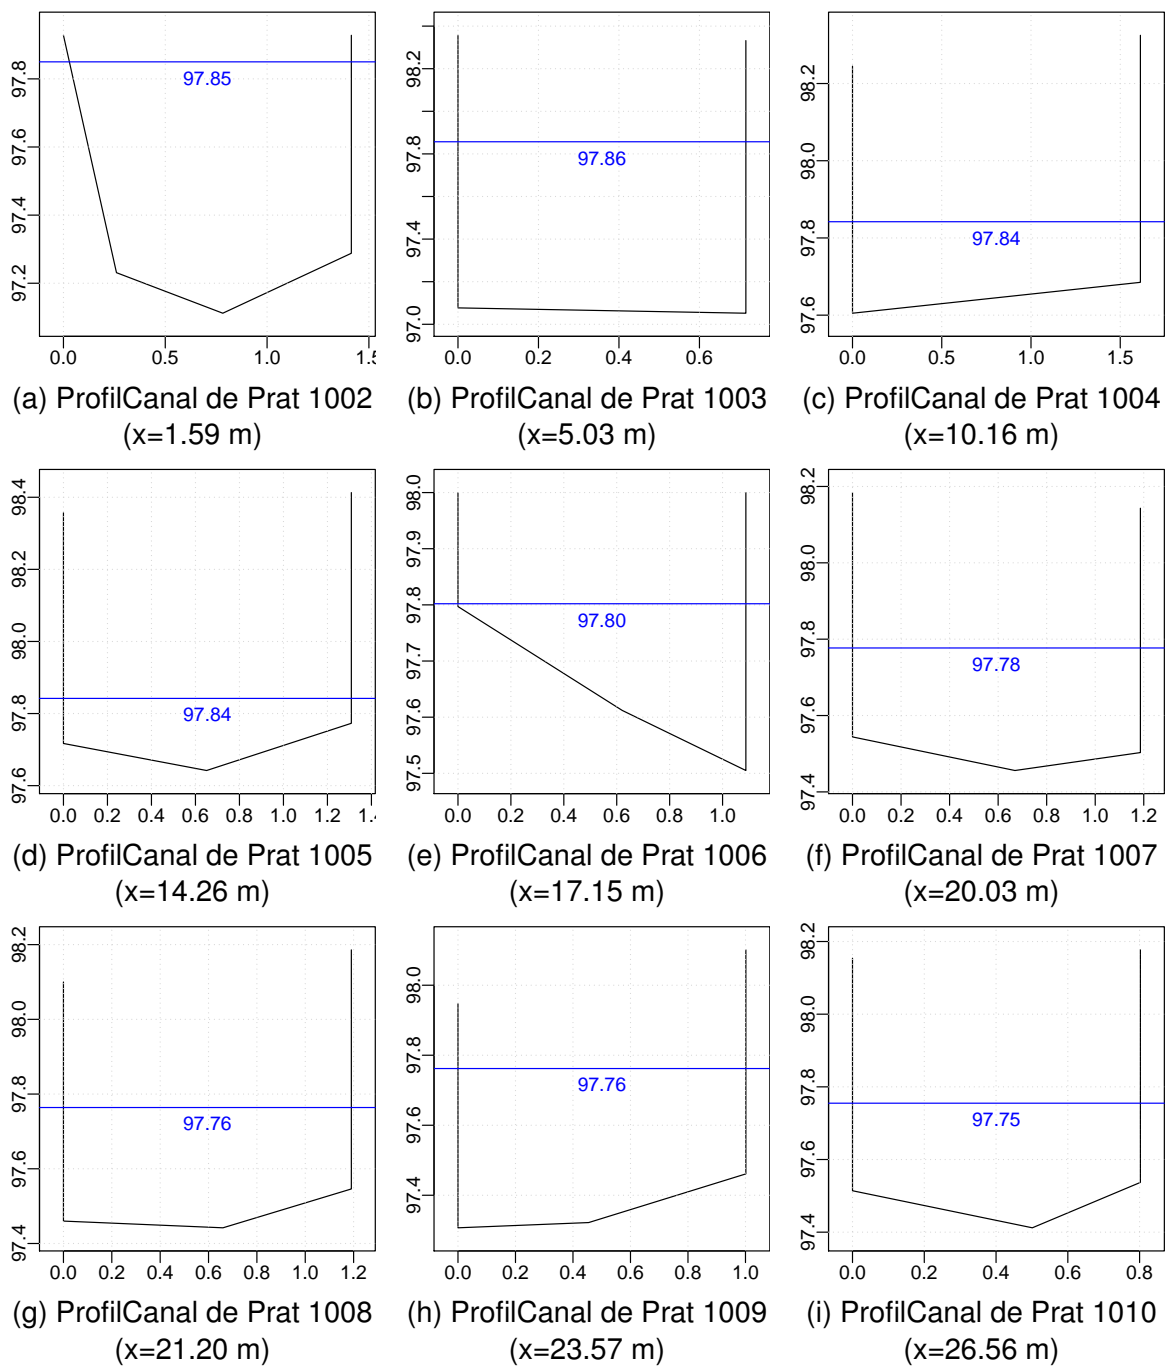 97.2 97.4 97.6 97.8
97.85
0.0 0.5 1.0
(a) ProfilCanal de Prat 1002
(x=1.59 m)
97.0 97.4 97.8 98.2
97.86
0.0 0.2 0.4 0.6
(b) ProfilCanal de Prat 1003
(x=5.03 m)
97.6 97.8 98.0 98.2
97.84
0.0 0.5 1.0 1.5
(c) ProfilCanal de Prat 1004
(x=10.16 m)
97.6 97.8 98.0 98.2 98.4
97.84
0.0 0.2 0.4 0.6 0.8 1.0 1.2
(d) ProfilCanal de Prat 1005
(x=14.26 m)
97.5 97.6 97.7 97.8 97.9 98.0
97.80
0.0 0.2 0.4 0.6 0.8 1.0
(e) ProfilCanal de Prat 1006
(x=17.15 m)
97.4 97.6 97.8 98.0 98.2
97.78
0.0 0.2 0.4 0.6 0.8 1.0 1.2
(f) ProfilCanal de Prat 1007
(x=20.03 m)
97.4 97.6 97.8 98.0 98.2
97.76
0.0 0.2 0.4 0.6 0.8 1.0 1.2
(g) ProfilCanal de Prat 1008
(x=21.20 m)
97.4 97.6 97.8 98.0
97.76
0.0 0.2 0.4 0.6 0.8 1.0
(h) ProfilCanal de Prat 1009
(x=23.57 m)
97.4 97.6 97.8 98.0 98.2
97.75
0.0 0.2 0.4 0.6 0.8
(i) ProfilCanal de Prat 1010
(x=26.56 m)